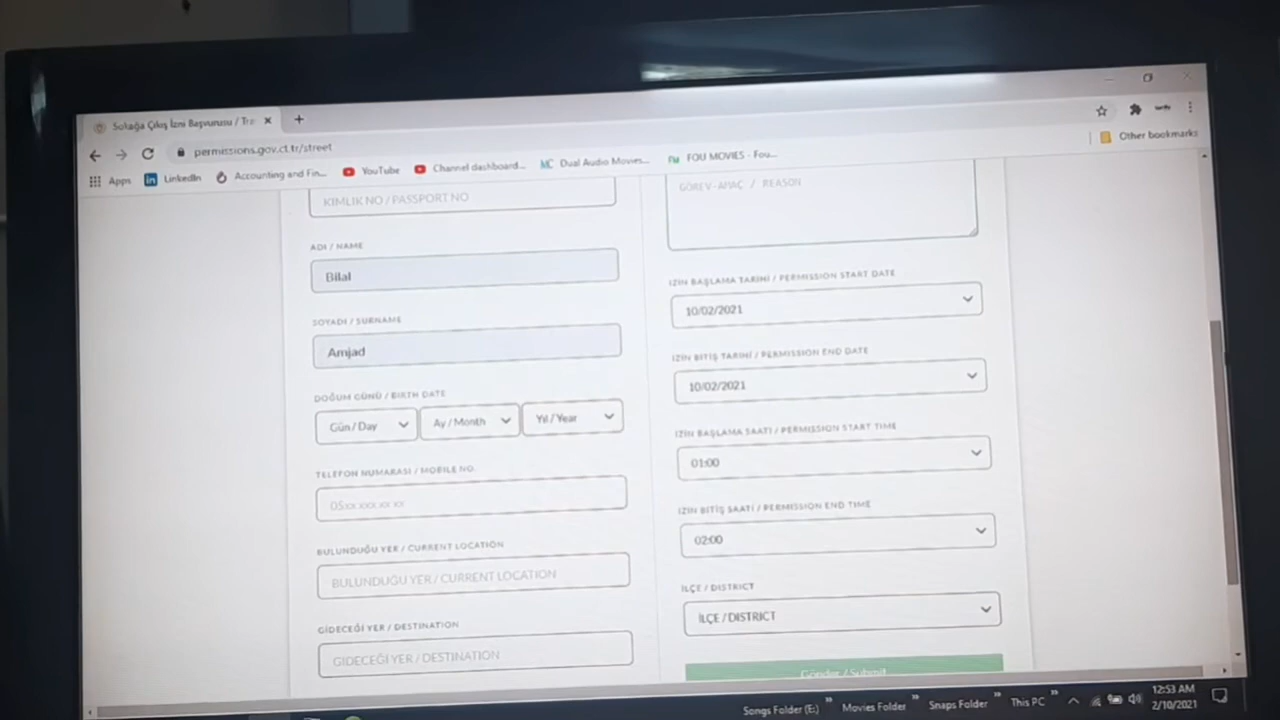 Sokağa Çıkış İzni Başvurusu / Tra
permissions.gov.ct.tr/street
Apps
LinkedIn
Accounting and Fin...
YouTube
Channel dashboard...
Dual Audio Movies...
FOU MOVIES - Fou...
Other bookmarks
KİMLİK NO / PASSPORT NO
ADI / NAME
Bilal
SOYADI / SURNAME
Amjad
DOĞUM GÜNÜ / BIRTH DATE
Gün / Day
Ay / Month
Yıl / Year
TELEFON NUMARASI / MOBILE NO.
05xx xxx xx xx
BULUNDUĞU YER / CURRENT LOCATION
BULUNDUĞU YER / CURRENT LOCATION
GİDECEĞİ YER / DESTINATION
GİDECEĞİ YER / DESTINATION
GÖREV - AMAÇ / REASON
İZİN BAŞLAMA TARİHİ / PERMISSION START DATE
10/02/2021
İZİN BİTİŞ TARİHİ / PERMISSION END DATE
10/02/2021
İZİN BAŞLAMA SAATİ / PERMISSION START TIME
01:00
İZİN BİTİŞ SAATİ / PERMISSION END TIME
02:00
İLÇE / DISTRICT
İLÇE / DISTRICT
Gönder / Submit
Songs Folder (E:)
Movies Folder
Snaps Folder
This PC
12:53 AM
2/10/2021